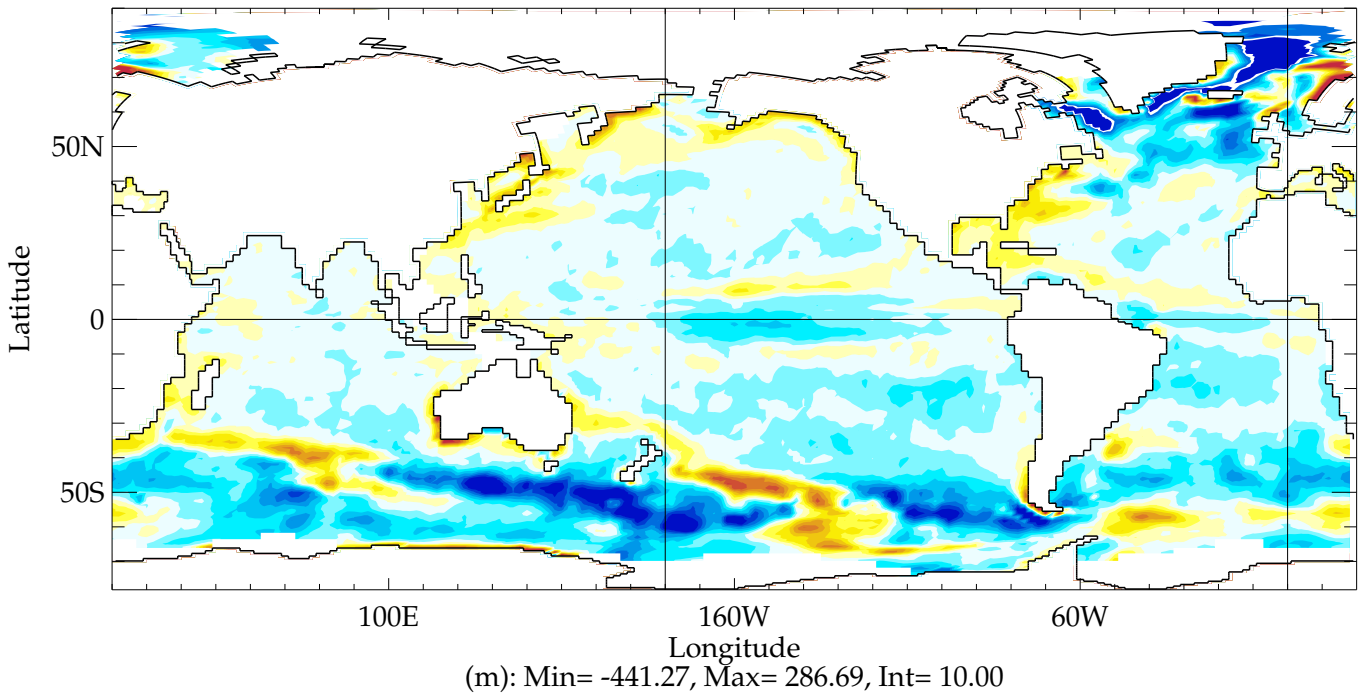 50N
0
50S
Latitude
100E
160W
60W
Longitude
(m): Min= -441.27, Max= 286.69, Int= 10.00